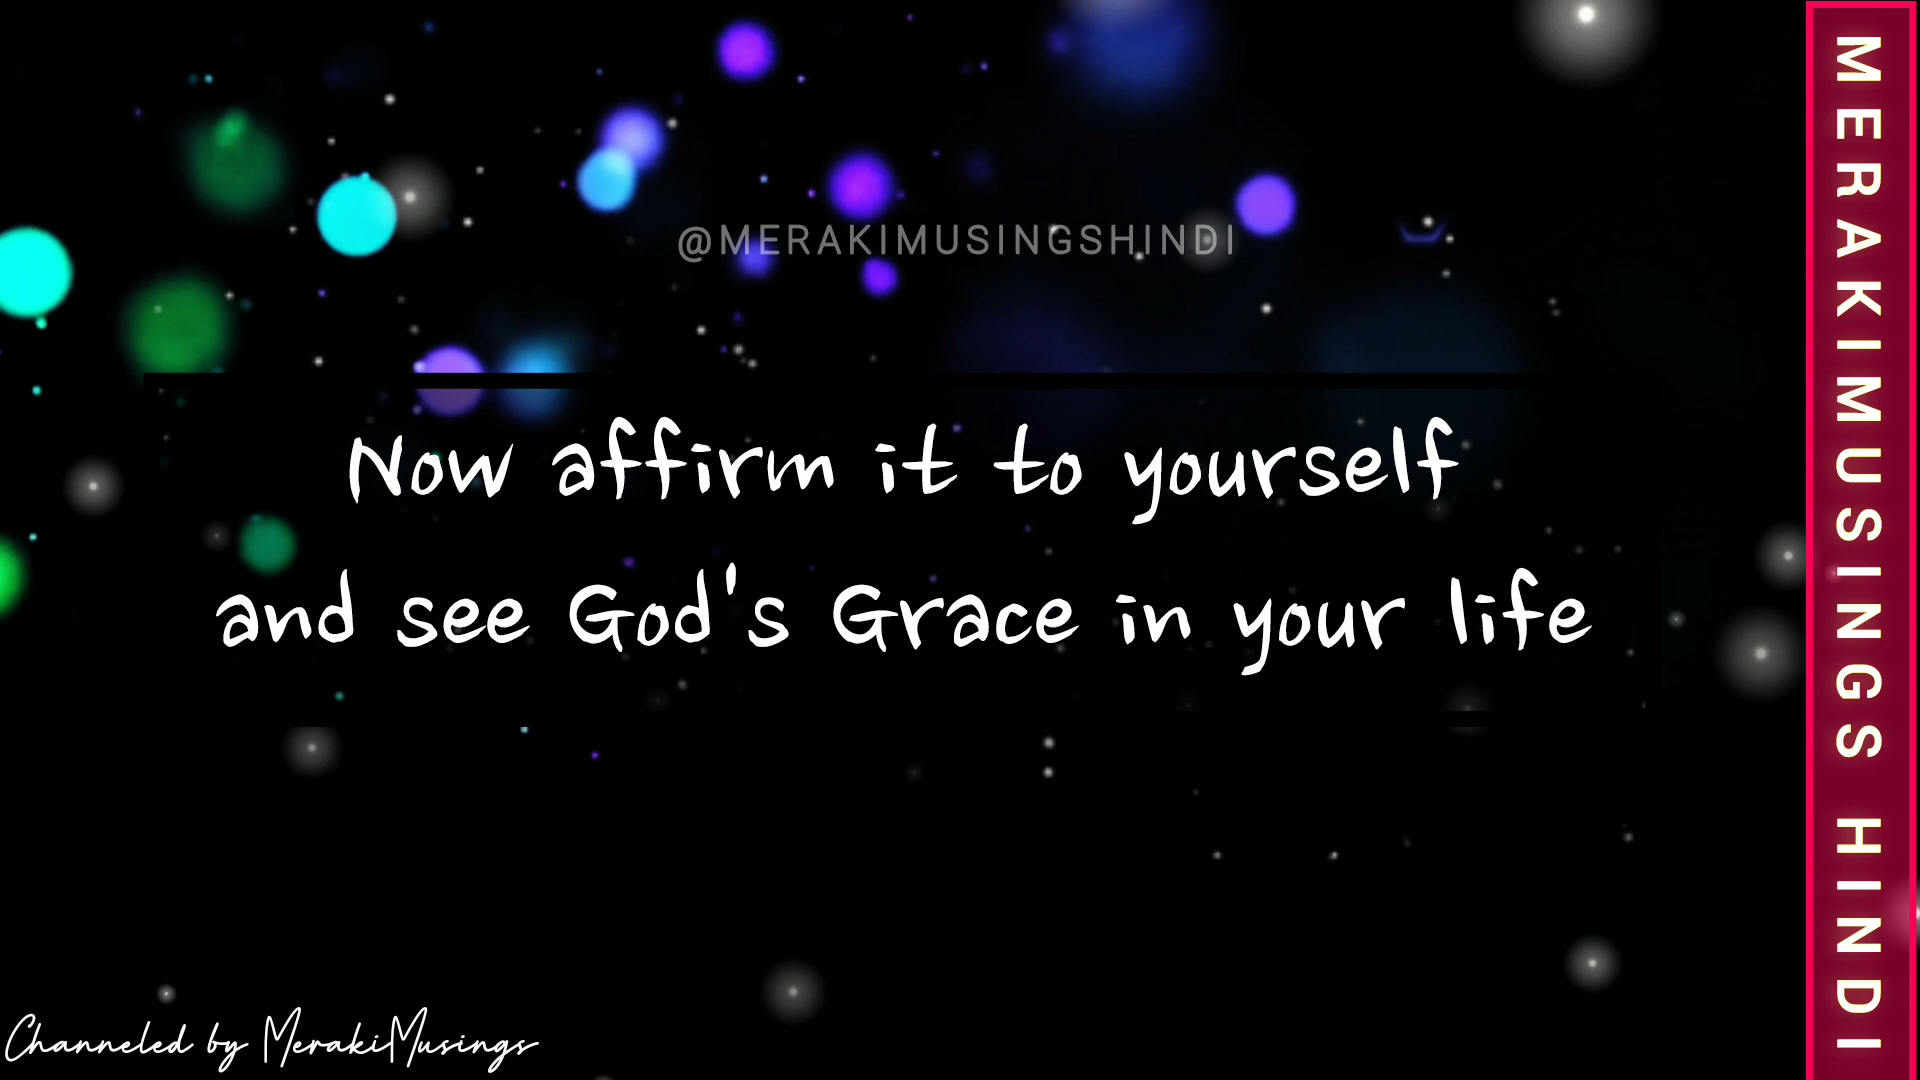 @MERAKIMUSINGSHINDI
Now affirm it to yourself
and see God's Grace in your life
Channeled by MerakiMusings
MERAKIMUSINGS HINDI